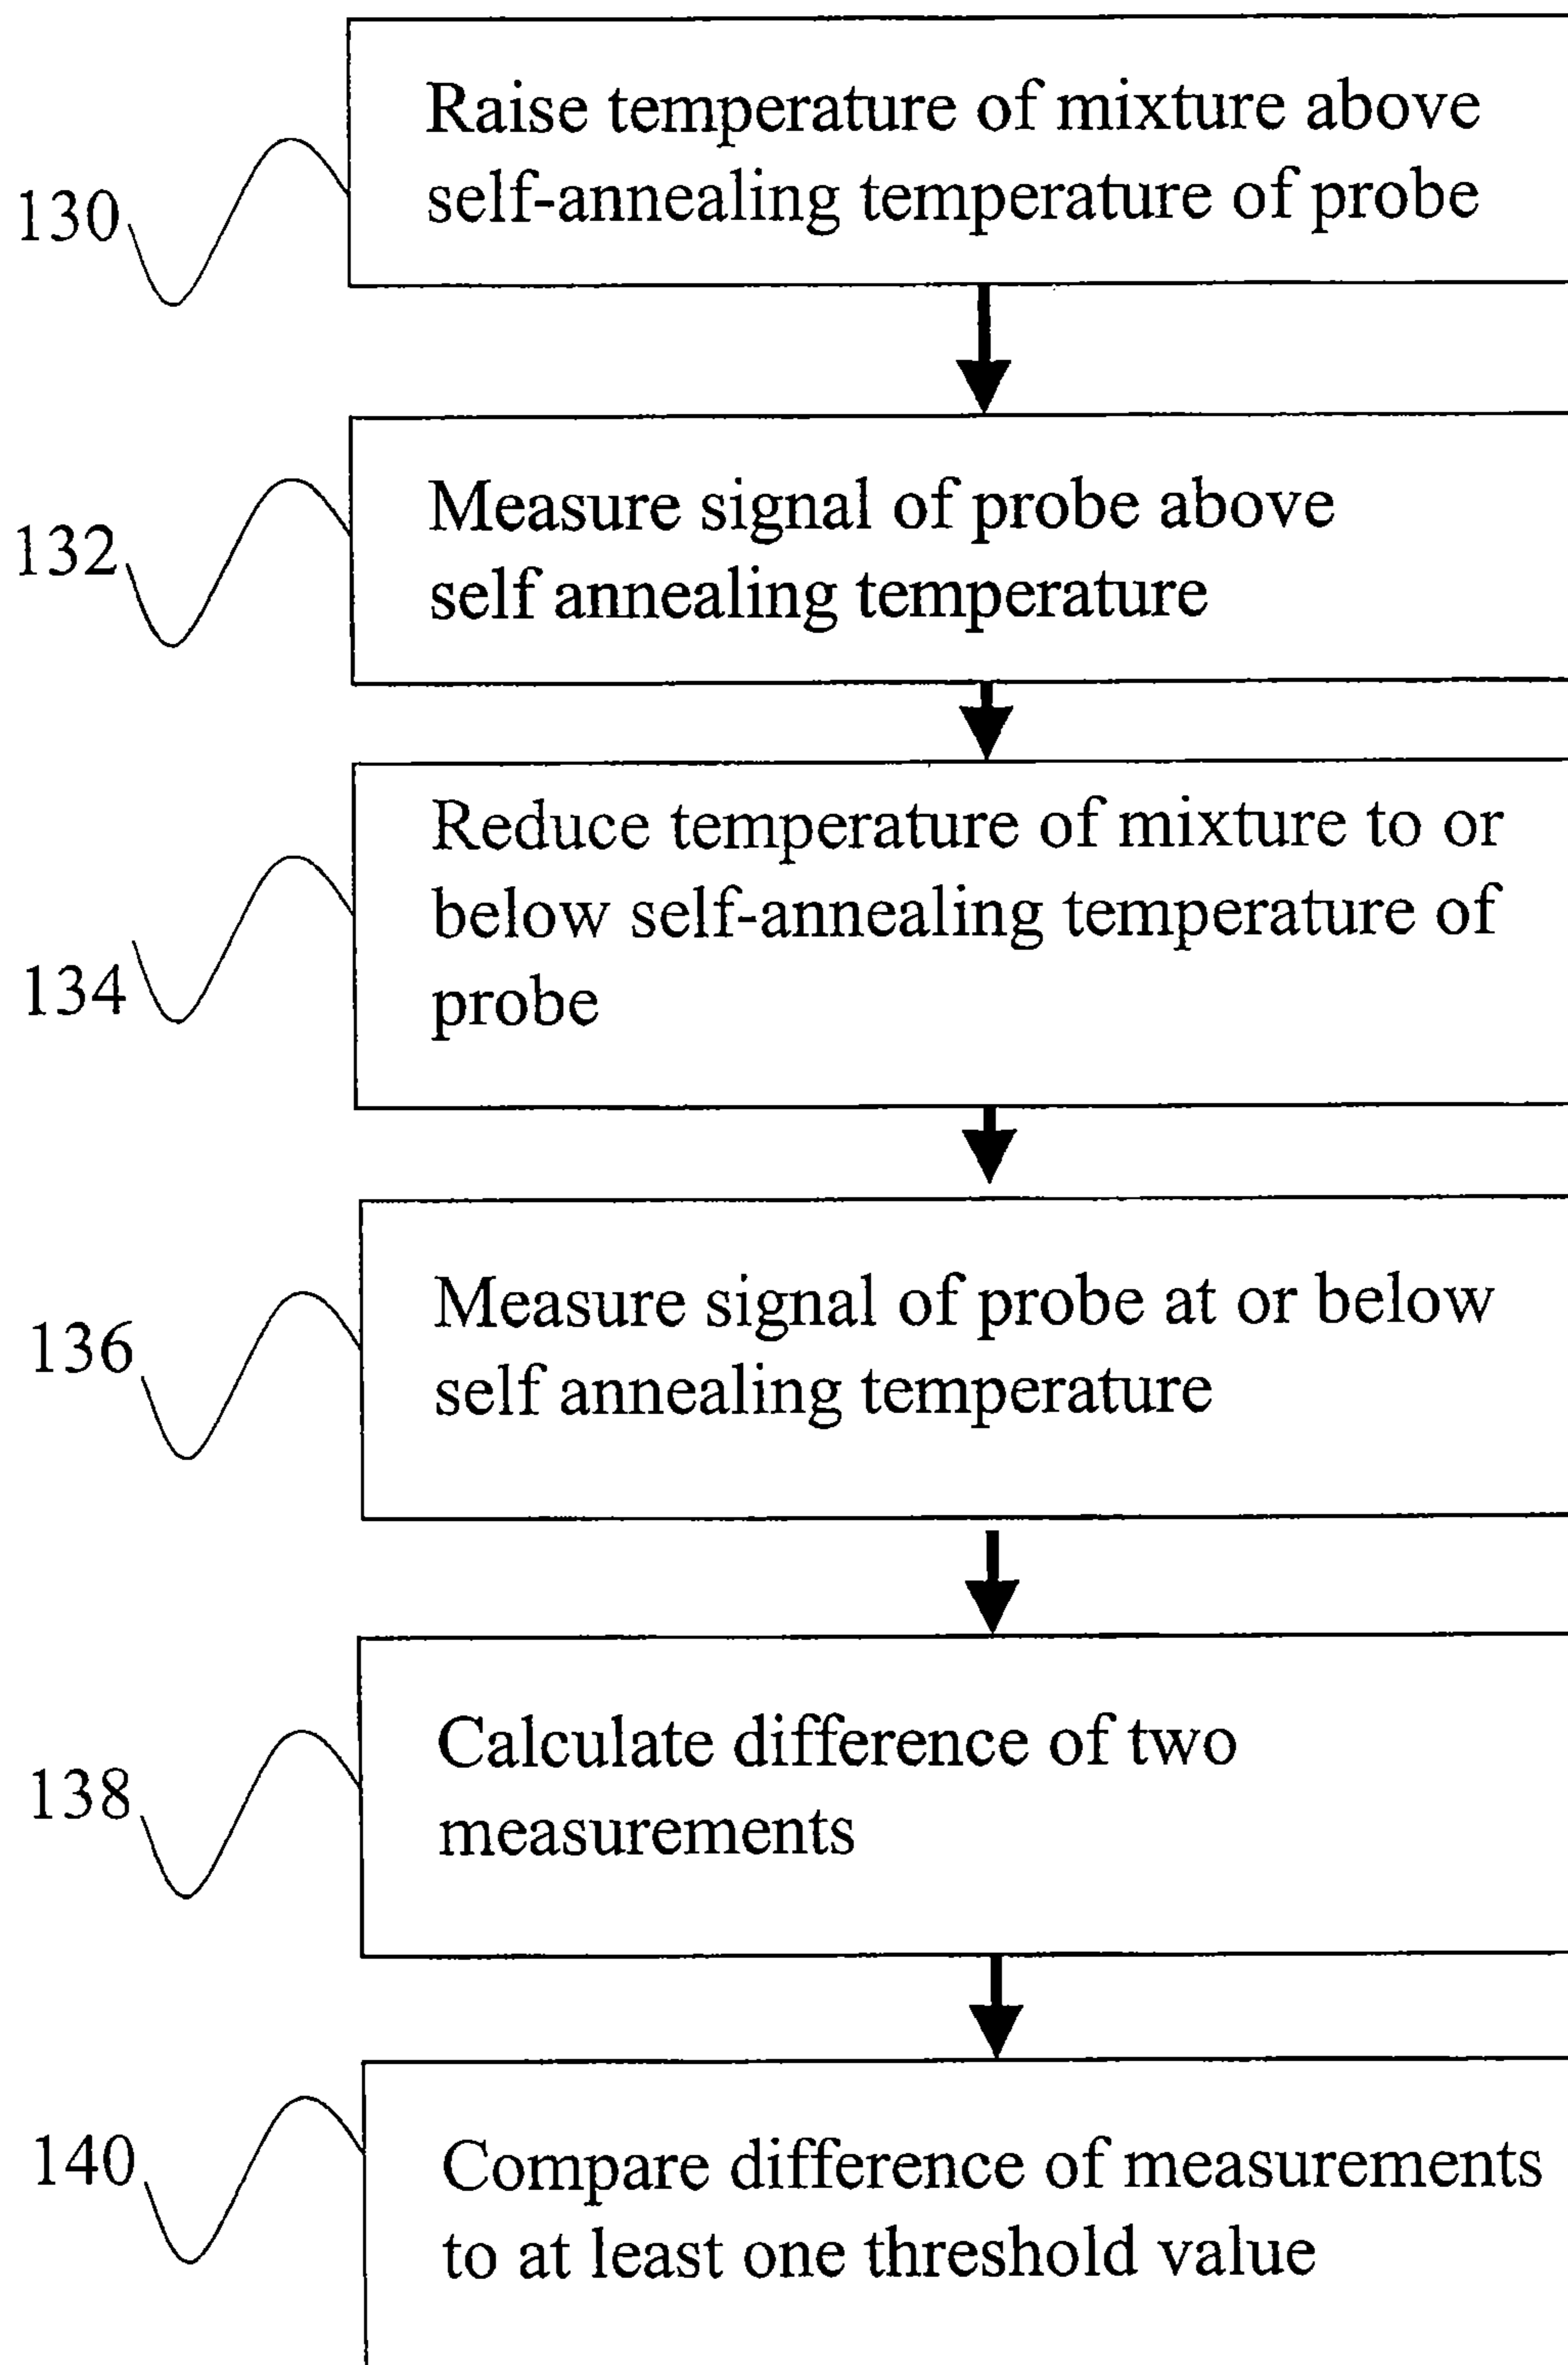 Raise temperature of mixture above
self-annealing temperature of probe
130
Measure signal of probe above
self annealing temperature
132
Reduce temperature of mixture to or
below self-annealing temperature of
probe
134
Measure signal of probe at or below
self annealing temperature
136
Calculate difference of two
measurements
138
Compare difference of measurements
to at least one threshold value
140